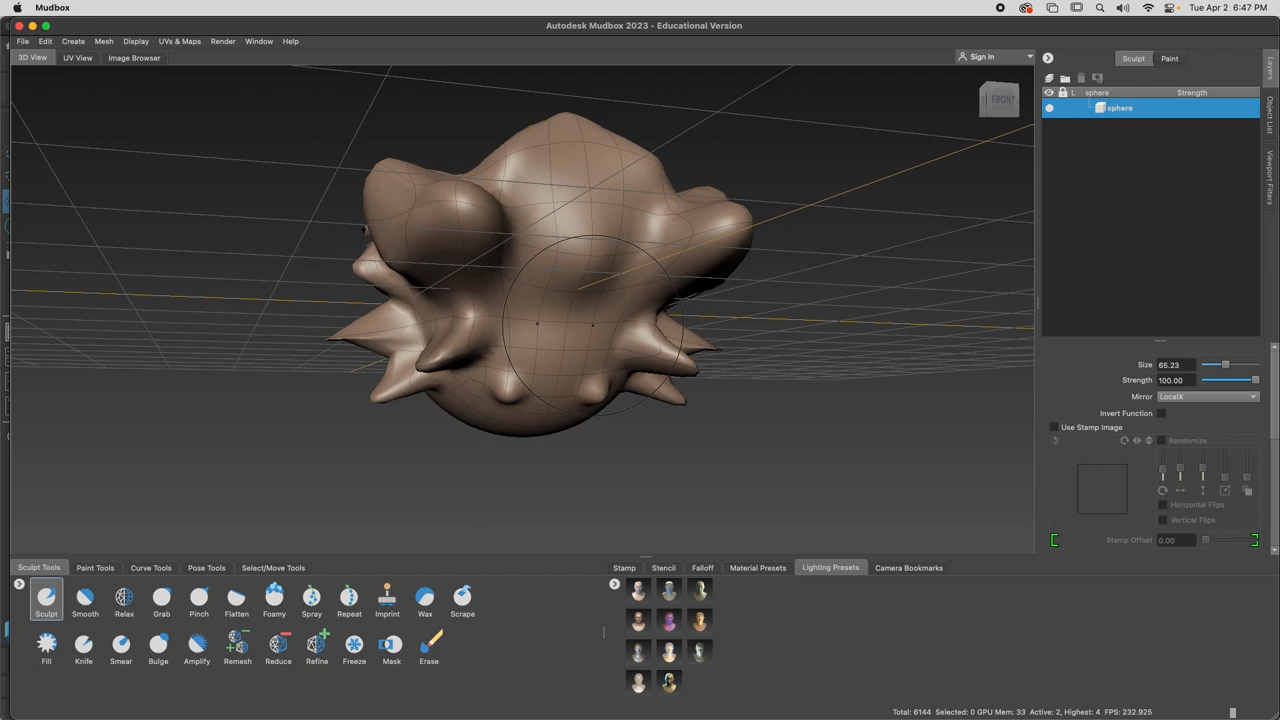 Mudbox
Tue Apr 2 6:47 PM
Autodesk Mudbox 2023 - Educational Version
File Edit Create Mesh Display UVs & Maps Render Window Help
3D View UV View Image Browser
Sign In
Sculpt Paint
L sphere Strength
sphere
Layers
Object List
Viewport Filters
FRONT
Size 65.23
Strength 100.00
Mirror LocalX
Invert Function
Use Stamp Image
Randomize
Horizontal Flips
Vertical Flips
Stamp Offset 0.00
Sculpt Tools Paint Tools Curve Tools Pose Tools Select/Move Tools
Stamp Stencil Falloff Material Presets Lighting Presets Camera Bookmarks
Sculpt Smooth Relax Grab Pinch Flatten Foamy Spray Repeat Imprint Wax Scrape
Fill Knife Smear Bulge Amplify Remesh Reduce Refine Freeze Mask Erase
Total: 6144 Selected: 0 GPU Mem: 33 Active: 2, Highest: 4 FPS: 232.925